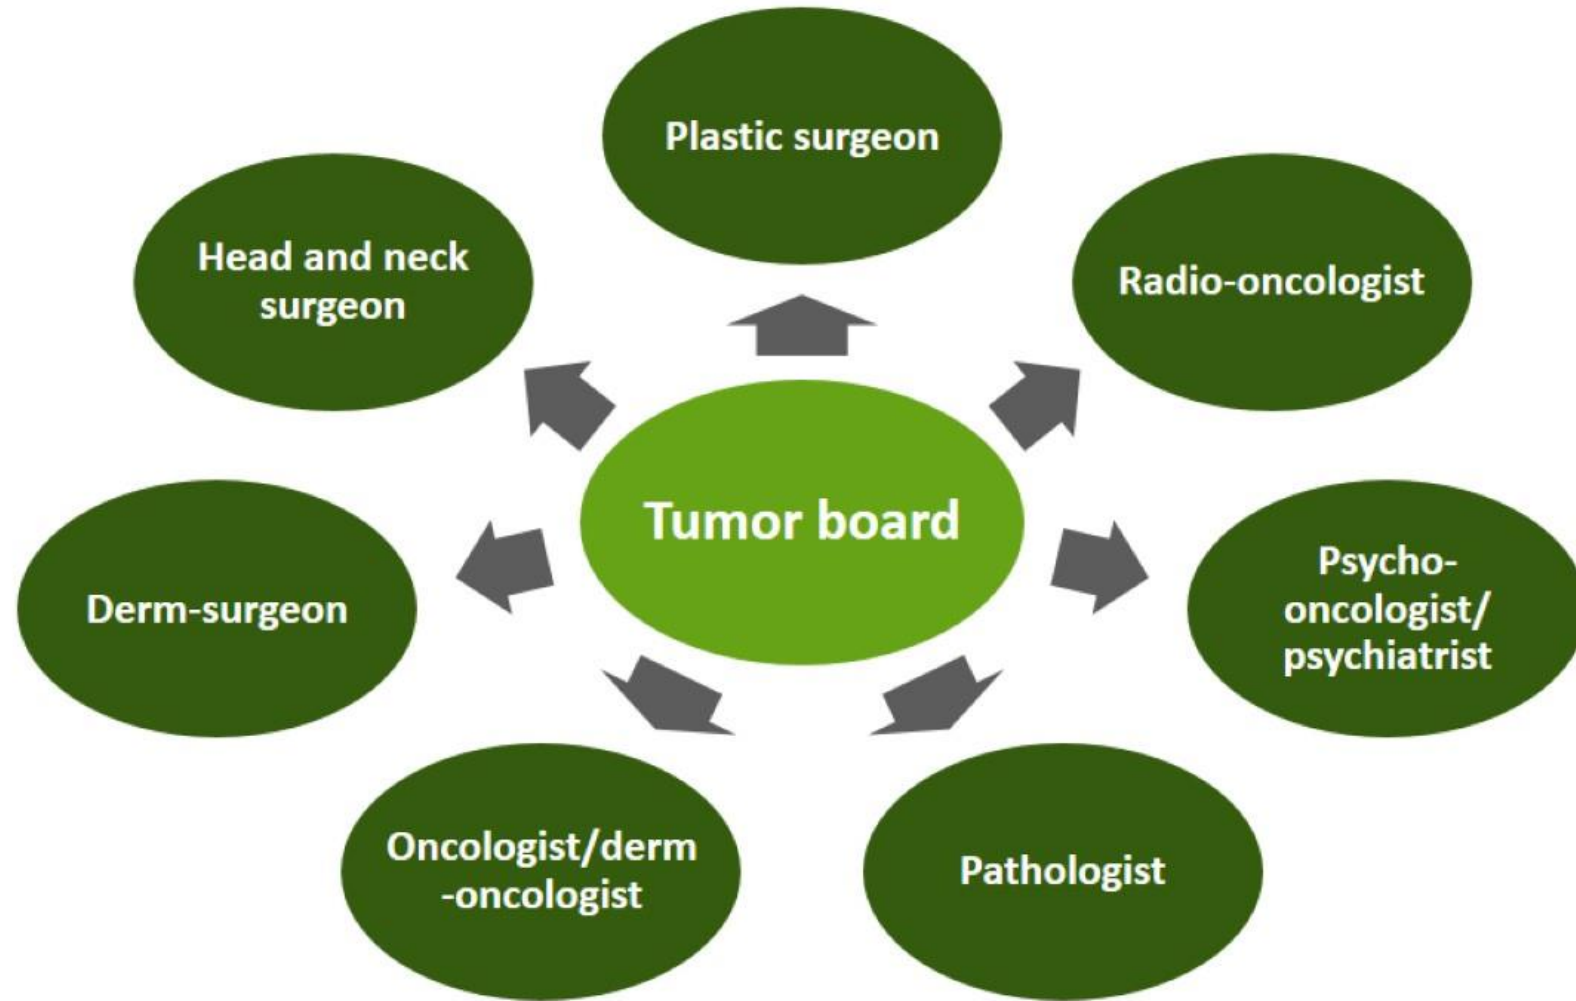 Plastic surgeon
Head and neck
surgeon
Radio-oncologist
Tumor board
Derm-surgeon
Psycho-
oncologist/
psychiatrist
Oncologist/derm
-oncologist
Pathologist